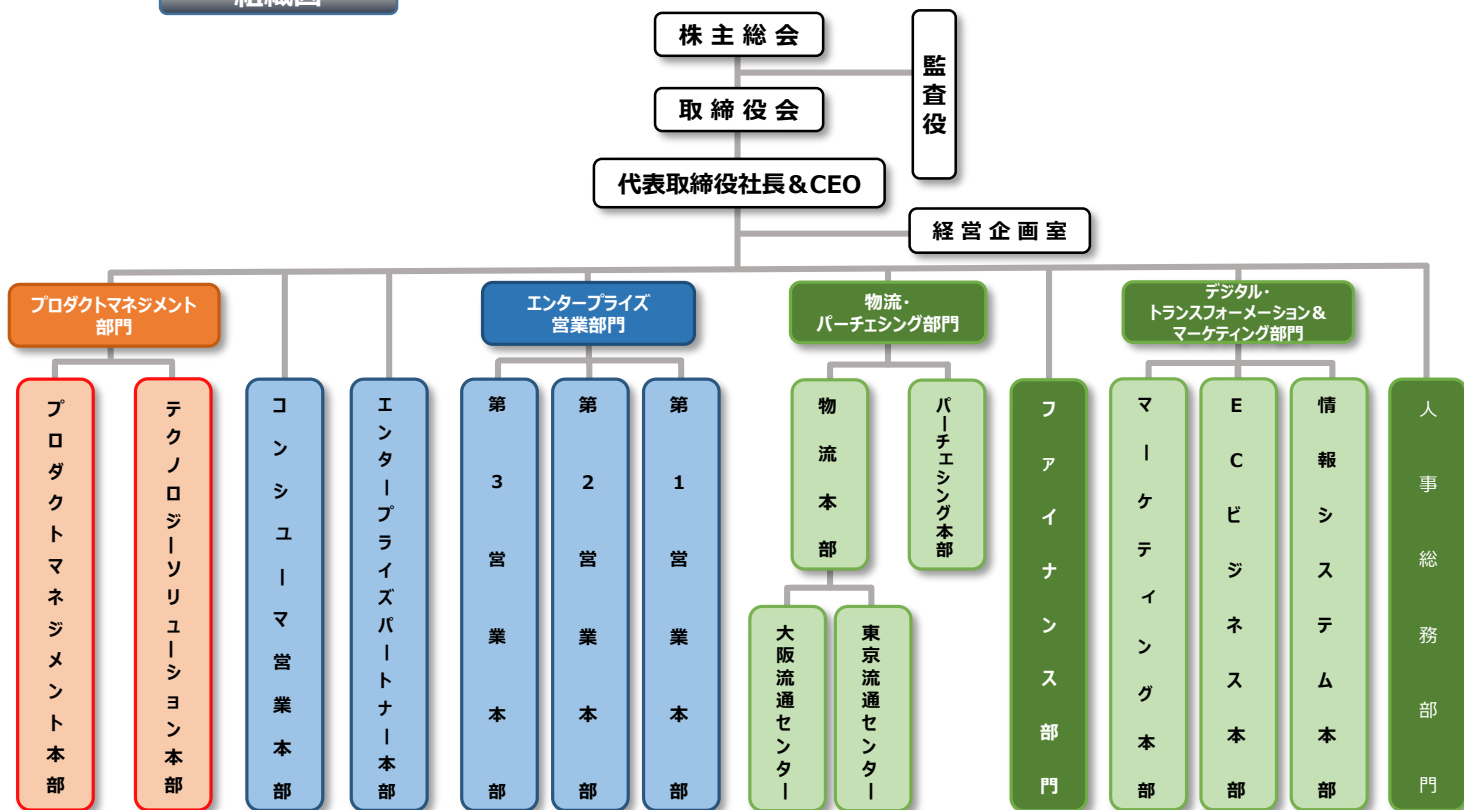 組織図
株主総会
監査役
取締役会
代表取締役社長&CEO
経営企画室
プロダクトマネジメント
部門
エンタープライズ
営業部門
物流・
パーチェシング部門
デジタル・
トランスフォーメーション&
マーケティング部門
プロダクトマネジメント本部
テクノロジーソリューション本部
コンシューマ営業本部
エンタープライズパートナー本部
第3営業本部
第2営業本部
第1営業本部
物流本部
パーチェシング本部
大阪流通センター
東京流通センター
ファイナンス部門
マーケティング本部
ECビジネス本部
情報システム本部
人事総務部門